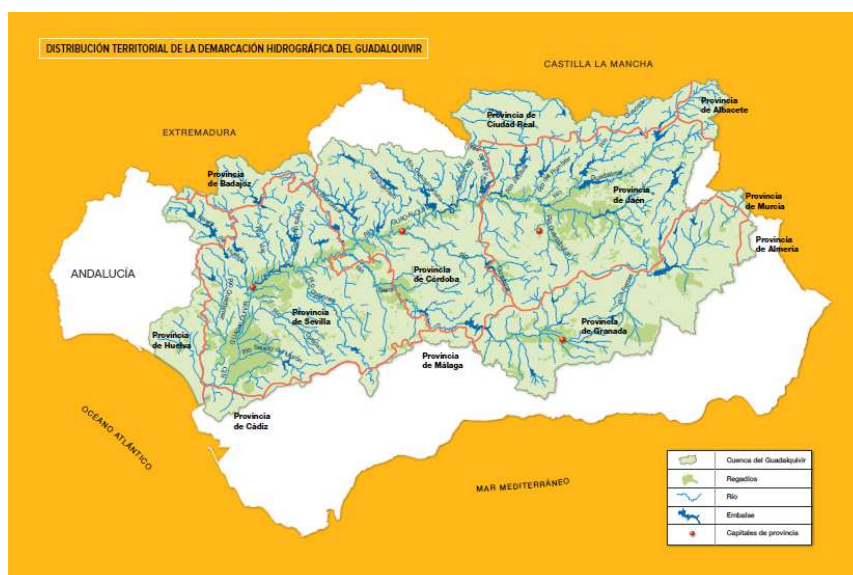 DISTRIBUCIÓN TERRITORIAL DE LA DEMARCACIÓN HIDROGRÁFICA DEL GUADALQUIVIR
CASTILLA LA MANCHA
EXTREMADURA
Provincia
de Albacete
Provincia de
Ciudad Real
Provincia
de Badajoz
Provincia
de Jaén
Provincia
de Murcia
Provincia
de Almería
ANDALUCÍA
Provincia
de Córdoba
Provincia
de Sevilla
Provincia
de Huelva
Provincia
de Granada
Provincia
de Málaga
Provincia
de Cádiz
OCÉANO ATLÁNTICO
MAR MEDITERRÁNEO
Cuenca del Guadalquivir
Regadíos
Río
Embalse
Capitales de provincia